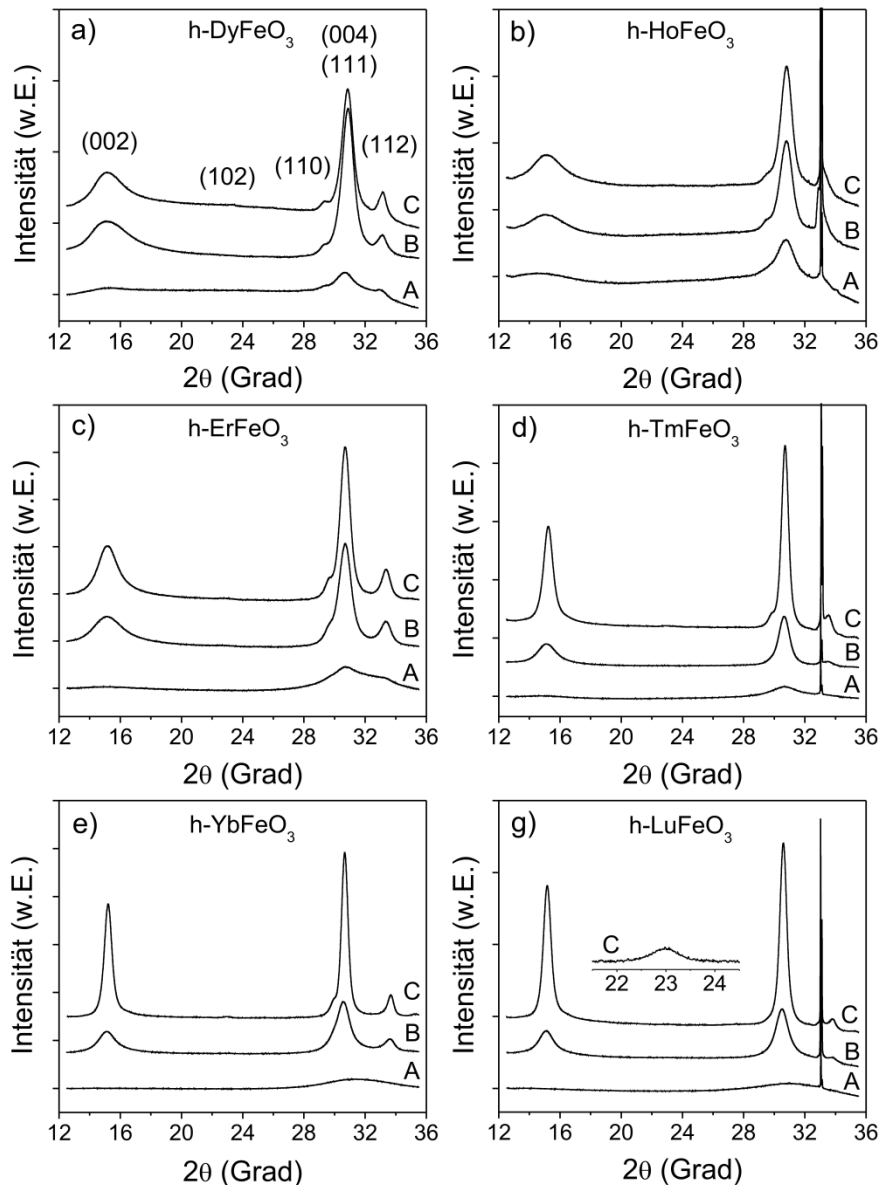 a) h-DyFeO₃ (004)
(111)
(002) (102) (110) (112)
C
B
A
Intensität (w.E.)
12 16 20 24 28 32 36
2θ (Grad)
b) h-HoFeO₃
C
B
A
Intensität (w.E.)
12 16 20 24 28 32 36
2θ (Grad)
c) h-ErFeO₃
C
B
A
Intensität (w.E.)
12 16 20 24 28 32 36
2θ (Grad)
d) h-TmFeO₃
C
B
A
Intensität (w.E.)
12 16 20 24 28 32 36
2θ (Grad)
e) h-YbFeO₃
C
B
A
Intensität (w.E.)
12 16 20 24 28 32 36
2θ (Grad)
g) h-LuFeO₃
C
22 23 24
C
B
A
Intensität (w.E.)
12 16 20 24 28 32 36
2θ (Grad)